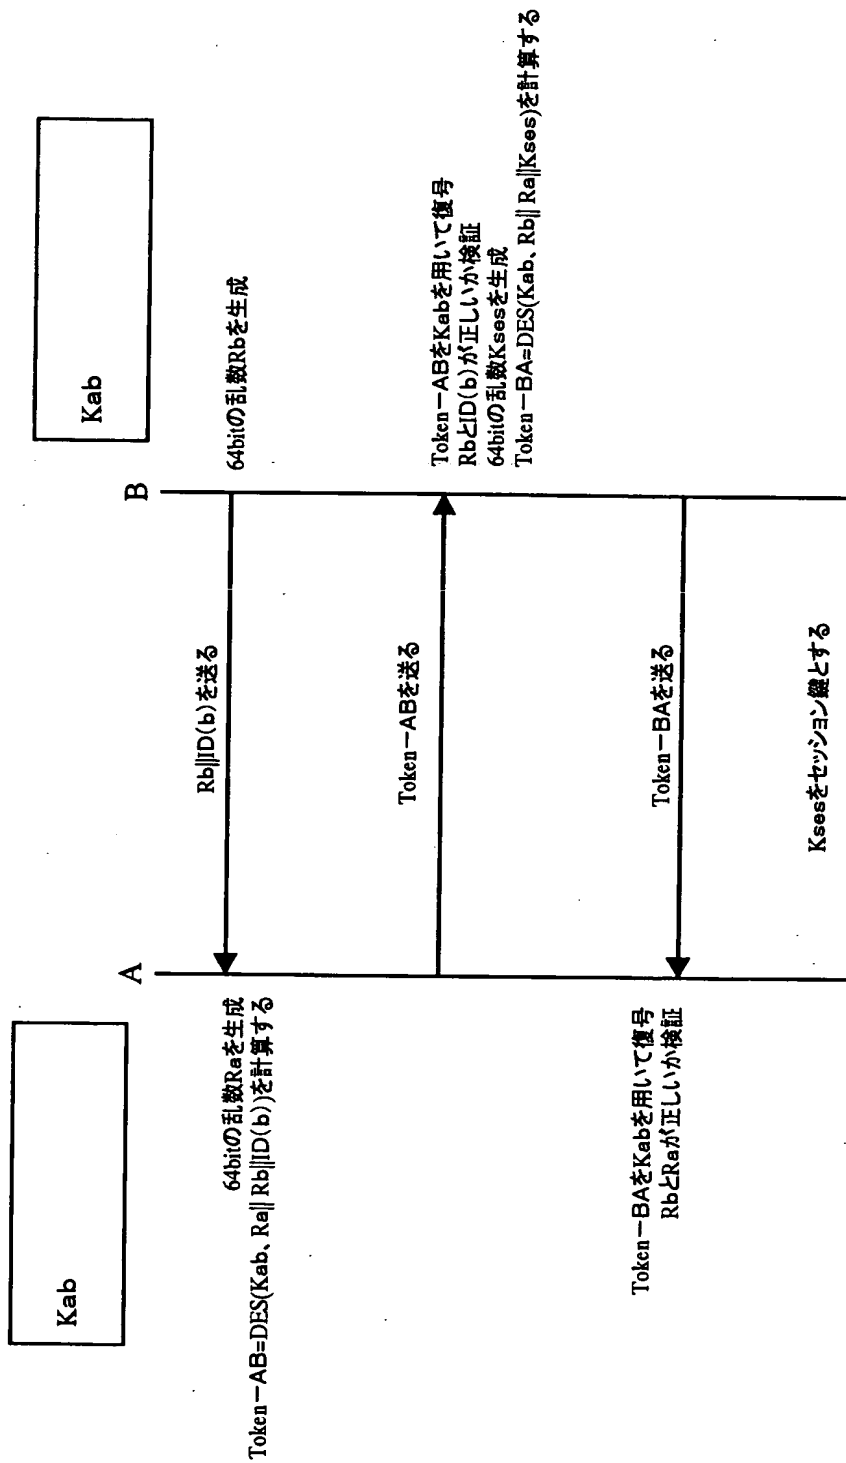 Kab
Kab
A
B
64bitの乱数Rbを生成
Rb||ID(b)を送る
64bitの乱数Raを生成
Token-AB=DES(Kab、Ra|| Rb||ID(b))を計算する
Token-ABを送る
Token-ABをKabを用いて復号
RbとID(b)が正しいか検証
64bitの乱数Ksesを生成
Token-BA=DES(Kab、Rb|| Ra||Kses)を計算する
Token-BAを送る
Token-BAをKabを用いて復号
RbとRaが正しいか検証
Ksesをセッション鍵とする